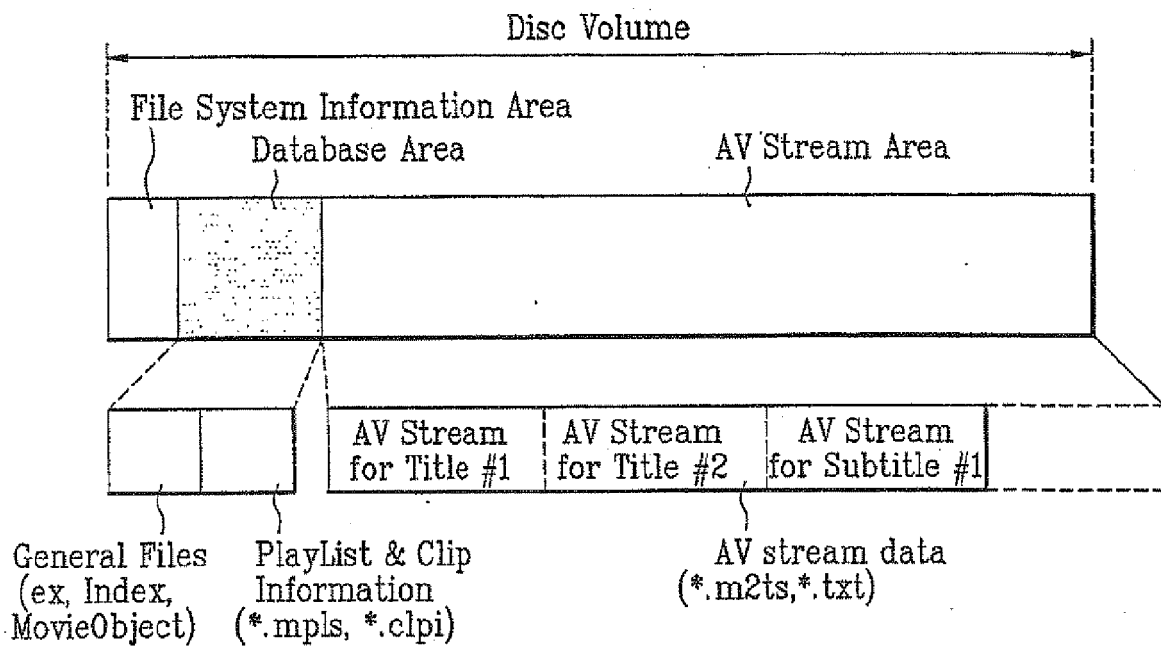 Disc Volume
File System Information Area
Database Area
AV Stream Area
AV Stream
for Title #1
AV Stream
for Title #2
AV Stream
for Subtitle #1
General Files
(ex, Index,
MovieObject)
PlayList & Clip
Information
(*.mpls, *.clpi)
AV stream data
(*.m2ts,*.txt)